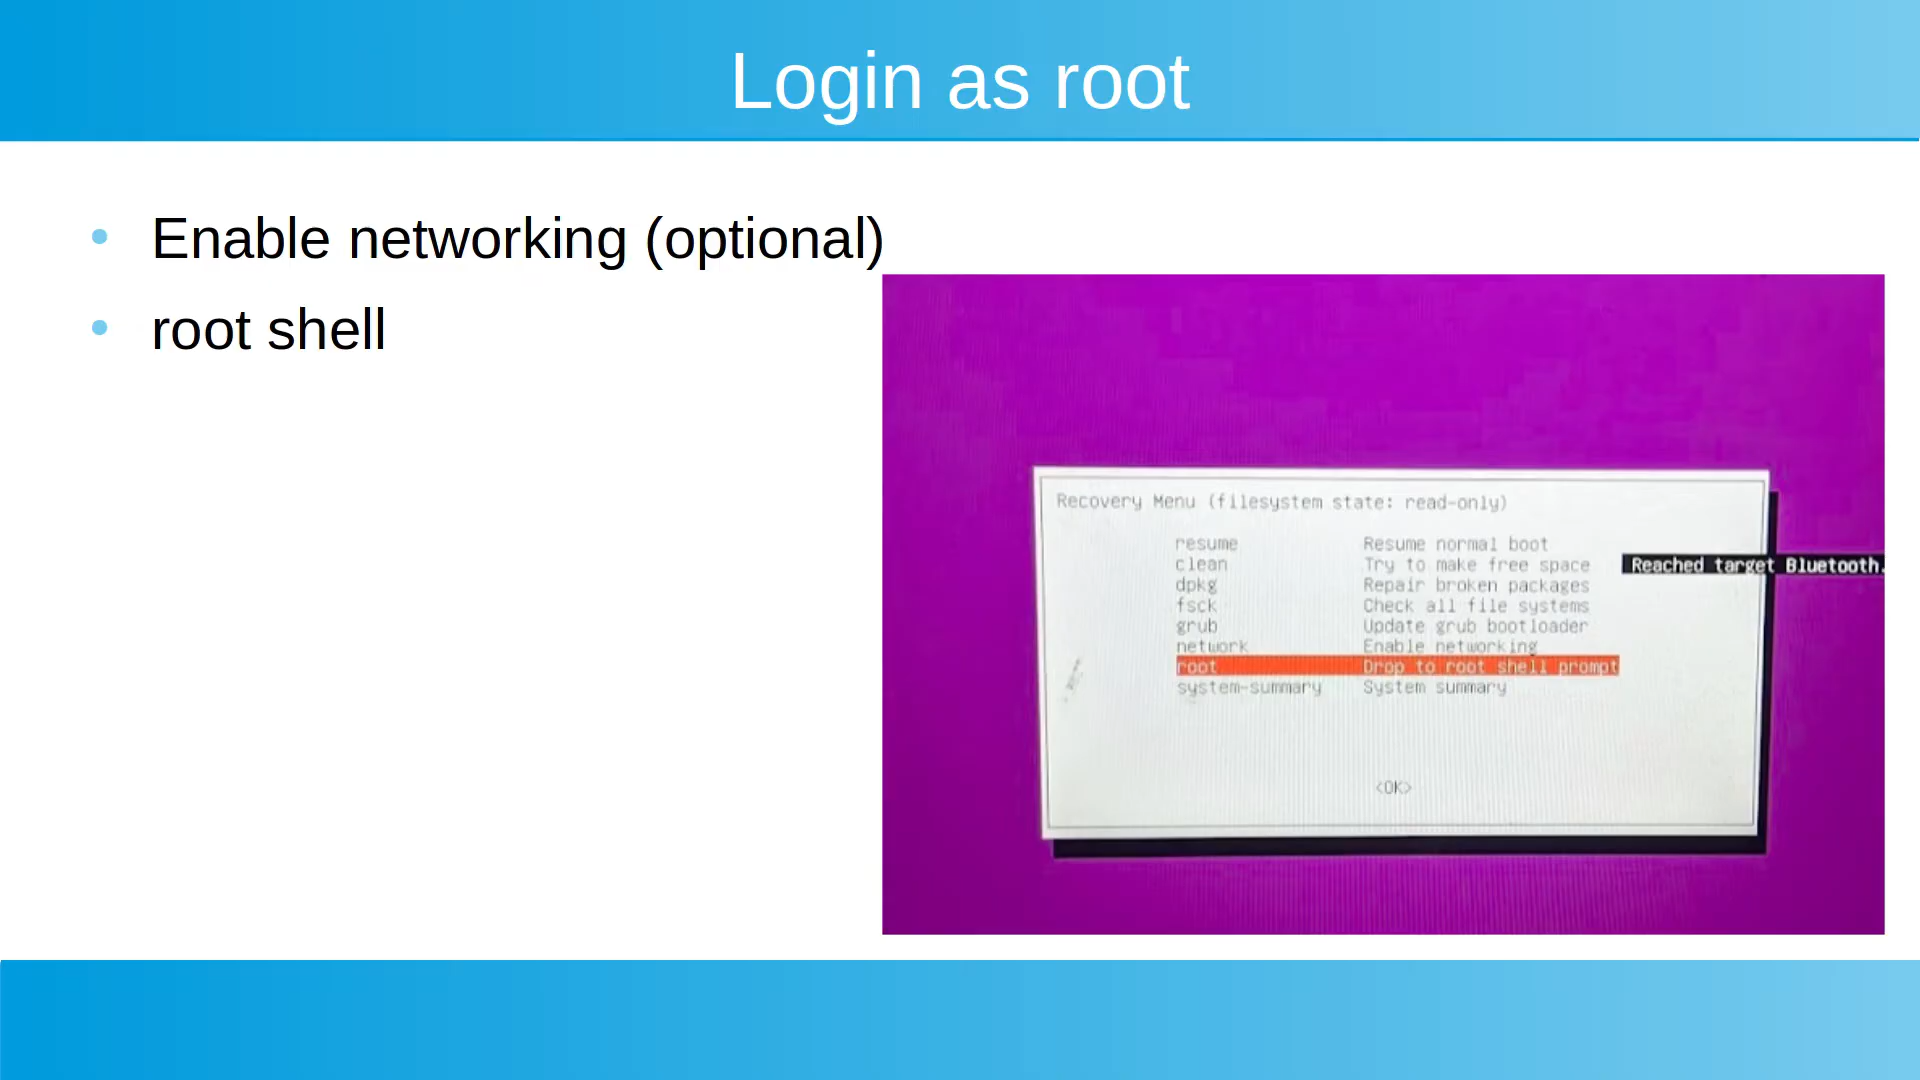 Login as root
Enable networking (optional)
root shell
Recovery Menu (filesystem state: read-only)
resume Resume normal boot
clean Try to make free space
Reached target Bluetooth.
dpkg Repair broken packages
fsck Check all file systems
grub Update grub bootloader
network Enable networking
root Drop to root shell prompt
system-summary System summary
<OK>